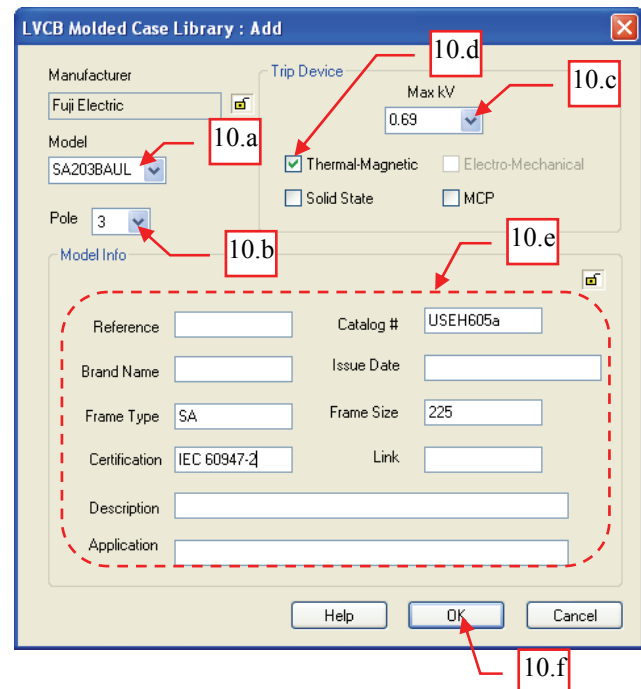 LVCB Molded Case Library : Add
10.d
Manufacturer
Trip Device
Max kV
10.c
Fuji Electric
0.69
Model
10.a
SA203BAUL
Thermal-Magnetic
Electro-Mechanical
Solid State
MCP
Pole
3
10.b
10.e
Model Info
Reference
Catalog #
USEH605a
Brand Name
Issue Date
Frame Type
SA
Frame Size
225
Certification
IEC 60947-2
Link
Description
Application
Help
OK
Cancel
10.f